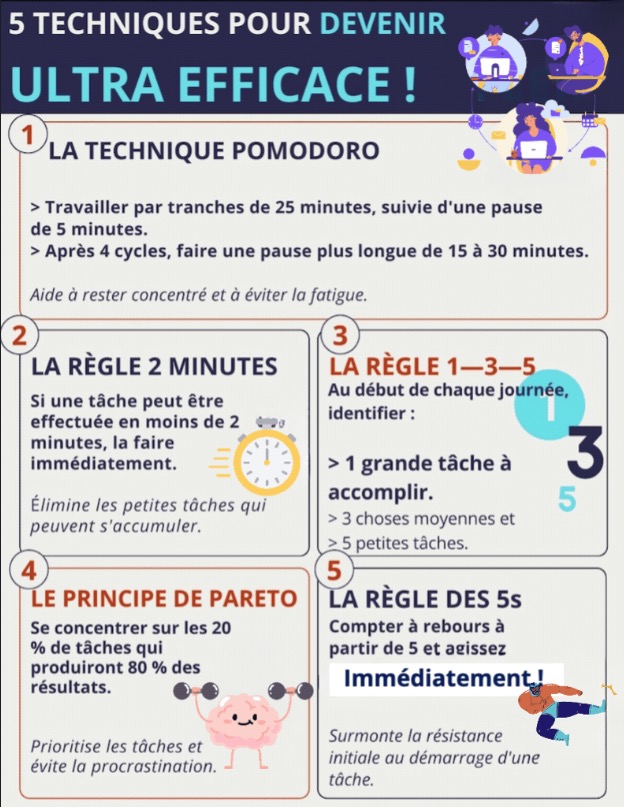 5 TECHNIQUES POUR DEVENIR
ULTRA EFFICACE !
1
LA TECHNIQUE POMODORO
> Travailler par tranches de 25 minutes, suivie d'une pause
de 5 minutes.
> Après 4 cycles, faire une pause plus longue de 15 à 30 minutes.
Aide à rester concentré et à éviter la fatigue.
2
LA RÈGLE 2 MINUTES
Si une tâche peut être
effectuée en moins de 2
minutes, la faire
immédiatement.
Élimine les petites tâches qui
peuvent s'accumuler.
3
LA RÈGLE 1—3—5
Au début de chaque journée,
identifier :
> 1 grande tâche à
accomplir.
> 3 choses moyennes et
> 5 petites tâches.
1
3
5
4
LE PRINCIPE DE PARETO
Se concentrer sur les 20
% de tâches qui
produiront 80 % des
résultats.
Prioritise les tâches et
évite la procrastination.
5
LA RÈGLE DES 5s
Compter à rebours à
partir de 5 et agissez
Immédiatement !
Surmonte la résistance
initiale au démarrage d'une
tâche.